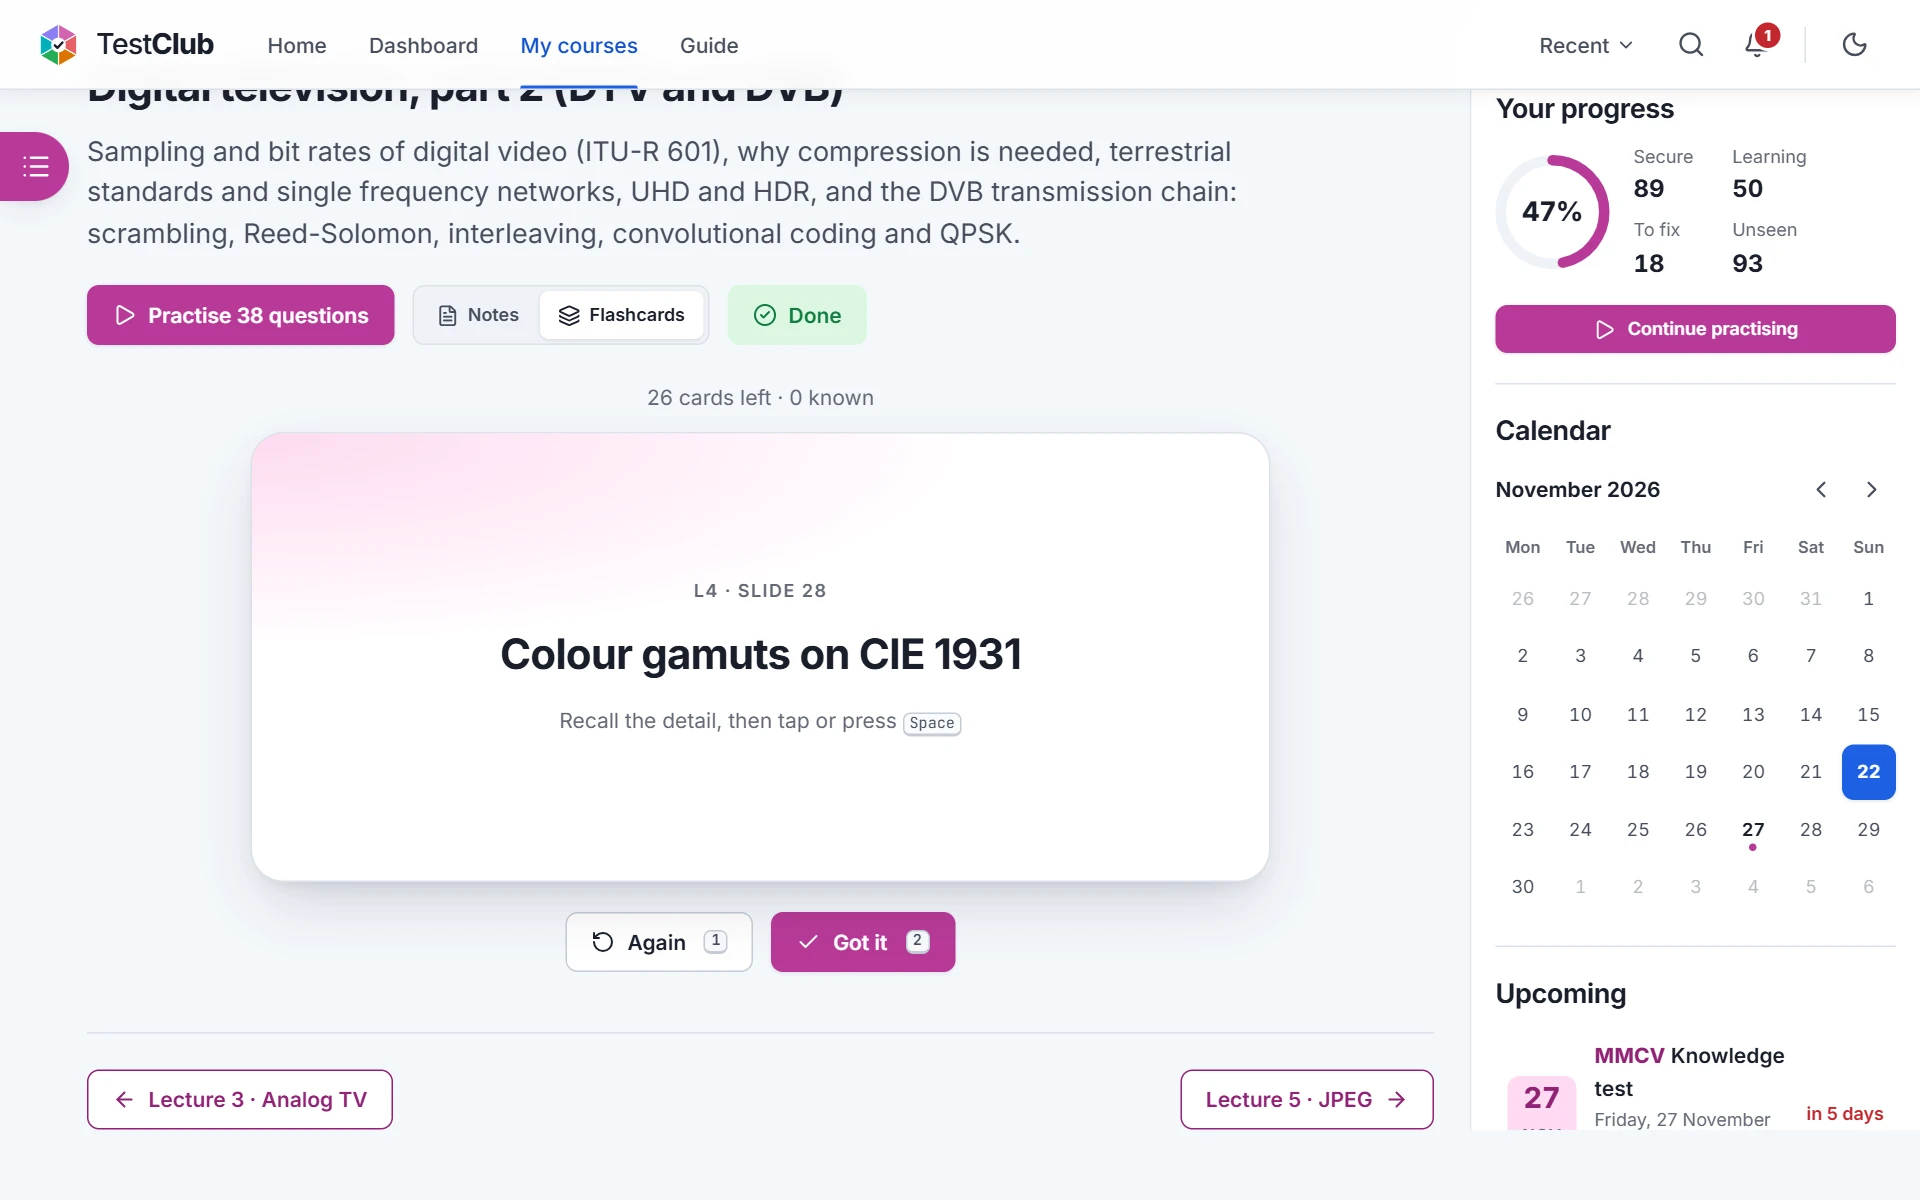 TestClub
Home
Dashboard
My courses
Guide
Recent
1
Digital television, part 2 (DTV and DVB)
Sampling and bit rates of digital video (ITU-R 601), why compression is needed, terrestrial
standards and single frequency networks, UHD and HDR, and the DVB transmission chain:
scrambling, Reed-Solomon, interleaving, convolutional coding and QPSK.
Practise 38 questions
Notes
Flashcards
Done
26 cards left · 0 known
L4 · SLIDE 28
Colour gamuts on CIE 1931
Recall the detail, then tap or press Space
Again 1
Got it 2
Lecture 3 · Analog TV
Lecture 5 · JPEG
Your progress
47%
Secure
89
Learning
50
To fix
18
Unseen
93
Continue practising
Calendar
November 2026
Mon Tue Wed Thu Fri Sat Sun
26 27 28 29 30 31 1
2 3 4 5 6 7 8
9 10 11 12 13 14 15
16 17 18 19 20 21 22
23 24 25 26 27 28 29
30 1 2 3 4 5 6
Upcoming
27
MMCV Knowledge
test
Friday, 27 November
in 5 days